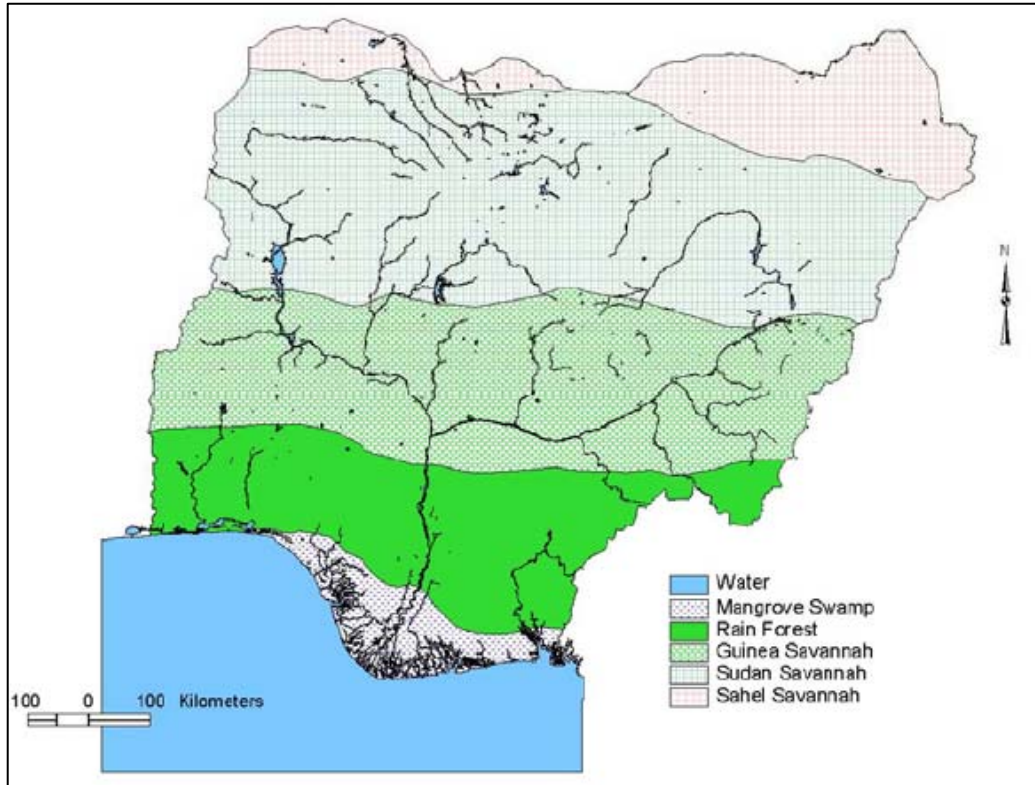 N
Water
Mangrove Swamp
Rain Forest
Guinea Savannah
Sudan Savannah
Sahel Savannah
100 0 100 Kilometers